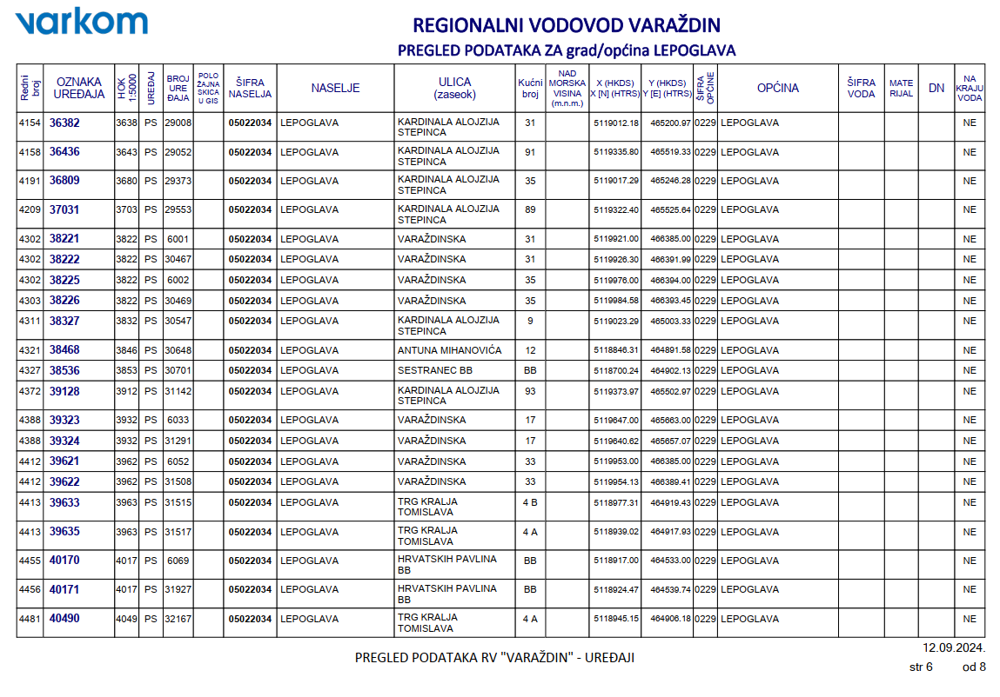 varkom
REGIONALNI VODOVOD VARAŽDIN
PREGLED PODATAKA ZA grad/općina LEPOGLAVA
Redni broj OZNAKA UREĐAJA HOK 1:5000 UREĐAJ BROJ URE ĐAJA POLO ŽAJNA SKICA U GIS ŠIFRA NASELJA NASELJE ULICA (zaseok) Kućni broj NAD MORSKA VISINA (m.n.m.) X (HKDS) X [N] (HTRS) Y (HKDS) Y [E] (HTRS) ŠIFRA OPĆINE OPĆINA ŠIFRA VODA MATE RIJAL DN NA KRAJU VODA
4154 36382 3638 PS 29008 05022034 LEPOGLAVA KARDINALA ALOJZIJA STEPINCA 31 5119012.18 465200.97 0229 LEPOGLAVA NE
4158 36436 3643 PS 29052 05022034 LEPOGLAVA KARDINALA ALOJZIJA STEPINCA 91 5119335.80 465519.33 0229 LEPOGLAVA NE
4191 36809 3680 PS 29373 05022034 LEPOGLAVA KARDINALA ALOJZIJA STEPINCA 35 5119017.29 465246.28 0229 LEPOGLAVA NE
4209 37031 3703 PS 29553 05022034 LEPOGLAVA KARDINALA ALOJZIJA STEPINCA 89 5119322.40 465525.64 0229 LEPOGLAVA NE
4302 38221 3822 PS 6001 05022034 LEPOGLAVA VARAŽDINSKA 31 5119921.00 466385.00 0229 LEPOGLAVA NE
4302 38222 3822 PS 30467 05022034 LEPOGLAVA VARAŽDINSKA 31 5119926.30 466391.99 0229 LEPOGLAVA NE
4302 38225 3822 PS 6002 05022034 LEPOGLAVA VARAŽDINSKA 35 5119976.00 466394.00 0229 LEPOGLAVA NE
4303 38226 3822 PS 30469 05022034 LEPOGLAVA VARAŽDINSKA 35 5119984.58 466393.45 0229 LEPOGLAVA NE
4311 38327 3832 PS 30547 05022034 LEPOGLAVA KARDINALA ALOJZIJA STEPINCA 9 5119023.29 465003.33 0229 LEPOGLAVA NE
4321 38468 3846 PS 30648 05022034 LEPOGLAVA ANTUNA MIHANOVIĆA 12 5118846.31 464891.58 0229 LEPOGLAVA NE
4327 38536 3853 PS 30701 05022034 LEPOGLAVA SESTRANEC BB BB 5118700.24 464902.13 0229 LEPOGLAVA NE
4372 39128 3912 PS 31142 05022034 LEPOGLAVA KARDINALA ALOJZIJA STEPINCA 93 5119373.97 465502.97 0229 LEPOGLAVA NE
4388 39323 3932 PS 6033 05022034 LEPOGLAVA VARAŽDINSKA 17 5119647.00 465663.00 0229 LEPOGLAVA NE
4388 39324 3932 PS 31291 05022034 LEPOGLAVA VARAŽDINSKA 17 5119640.62 465657.07 0229 LEPOGLAVA NE
4412 39621 3962 PS 6052 05022034 LEPOGLAVA VARAŽDINSKA 33 5119953.00 466385.00 0229 LEPOGLAVA NE
4412 39622 3962 PS 31508 05022034 LEPOGLAVA VARAŽDINSKA 33 5119954.13 466389.41 0229 LEPOGLAVA NE
4413 39633 3963 PS 31515 05022034 LEPOGLAVA TRG KRALJA TOMISLAVA 4 B 5118977.31 464919.43 0229 LEPOGLAVA NE
4413 39635 3963 PS 31517 05022034 LEPOGLAVA TRG KRALJA TOMISLAVA 4 A 5118939.02 464917.93 0229 LEPOGLAVA NE
4455 40170 4017 PS 6069 05022034 LEPOGLAVA HRVATSKIH PAVLINA BB BB 5118917.00 464533.00 0229 LEPOGLAVA NE
4456 40171 4017 PS 31927 05022034 LEPOGLAVA HRVATSKIH PAVLINA BB BB 5118924.47 464539.74 0229 LEPOGLAVA NE
4481 40490 4049 PS 32167 05022034 LEPOGLAVA TRG KRALJA TOMISLAVA 4 A 5118945.15 464906.18 0229 LEPOGLAVA NE
12.09.2024.
PREGLED PODATAKA RV "VARAŽDIN" - UREĐAJI
str 6 od 8